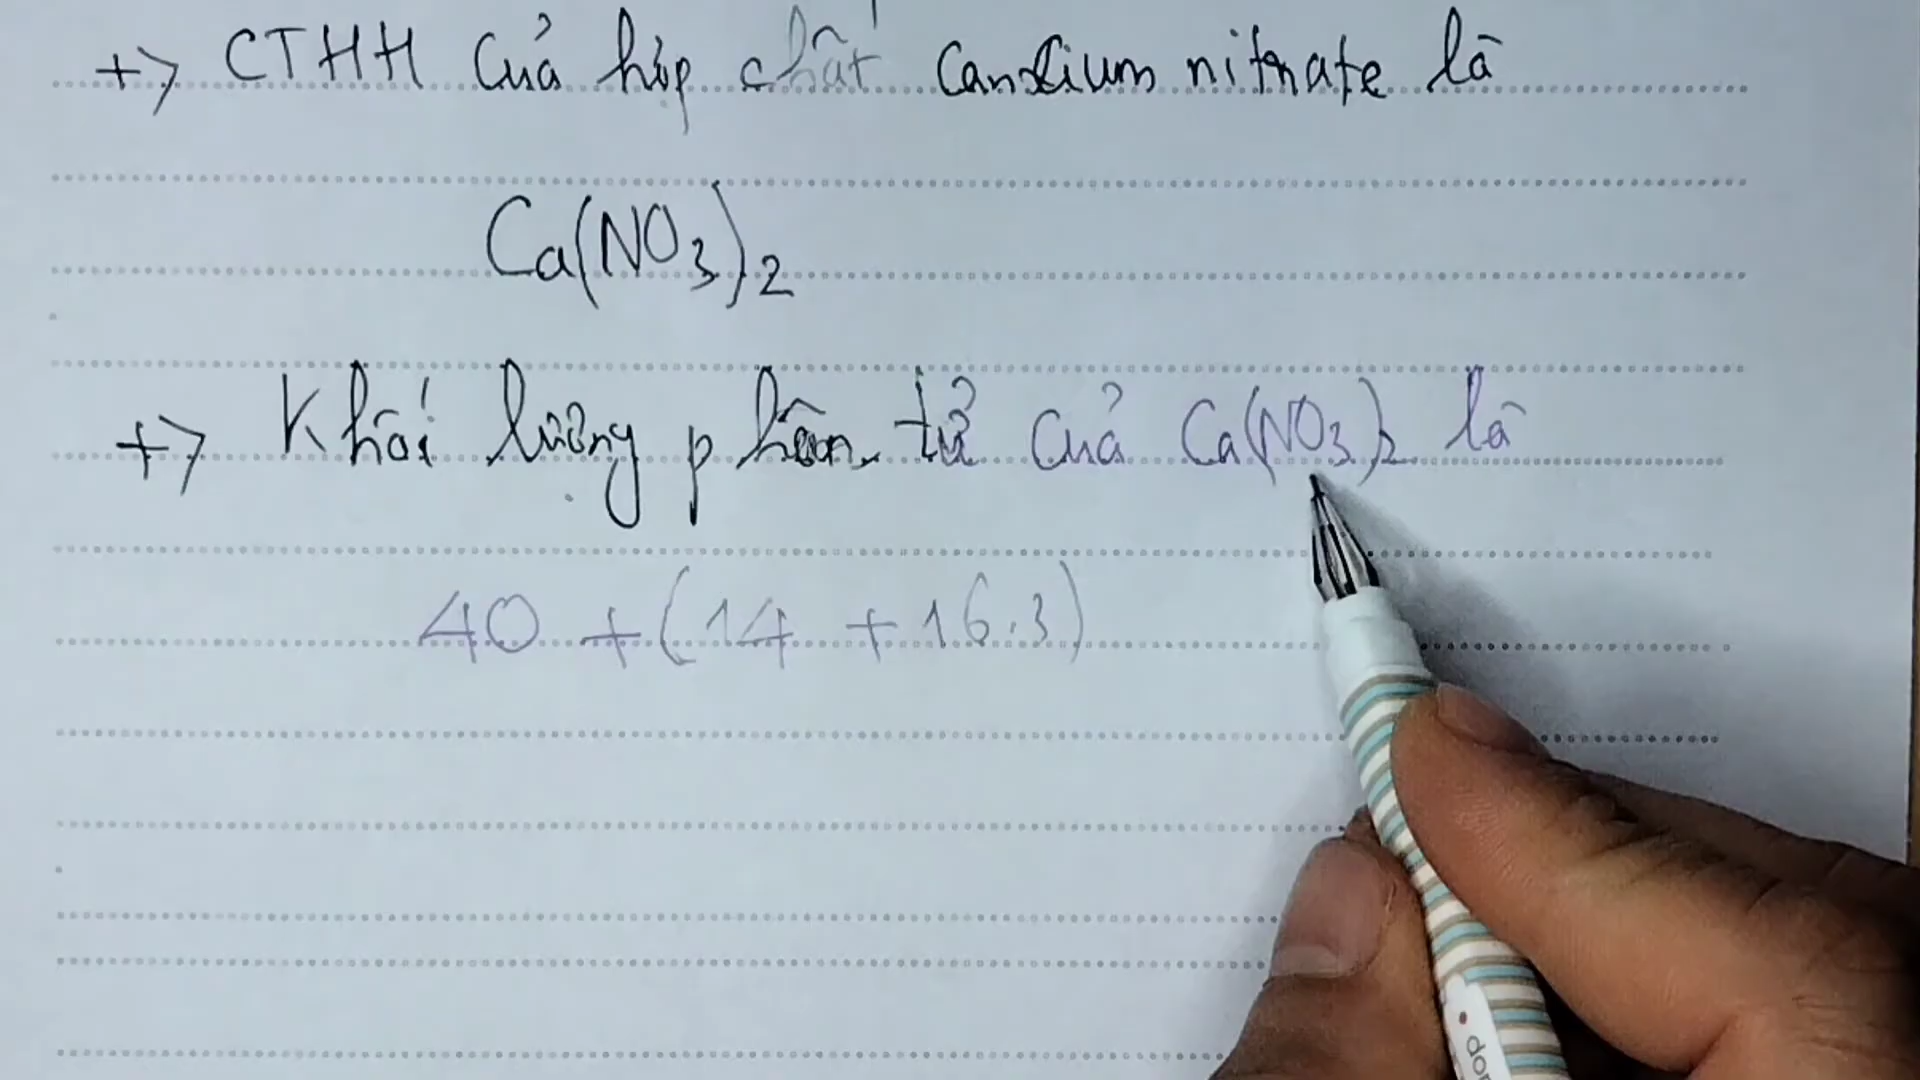 +> CTHH của hợp chất Canxium nitrate là
Ca(NO₃)₂
+> Khối lượng phân tử của Ca(NO₃)₂ là
40 + (14 + 16.3)